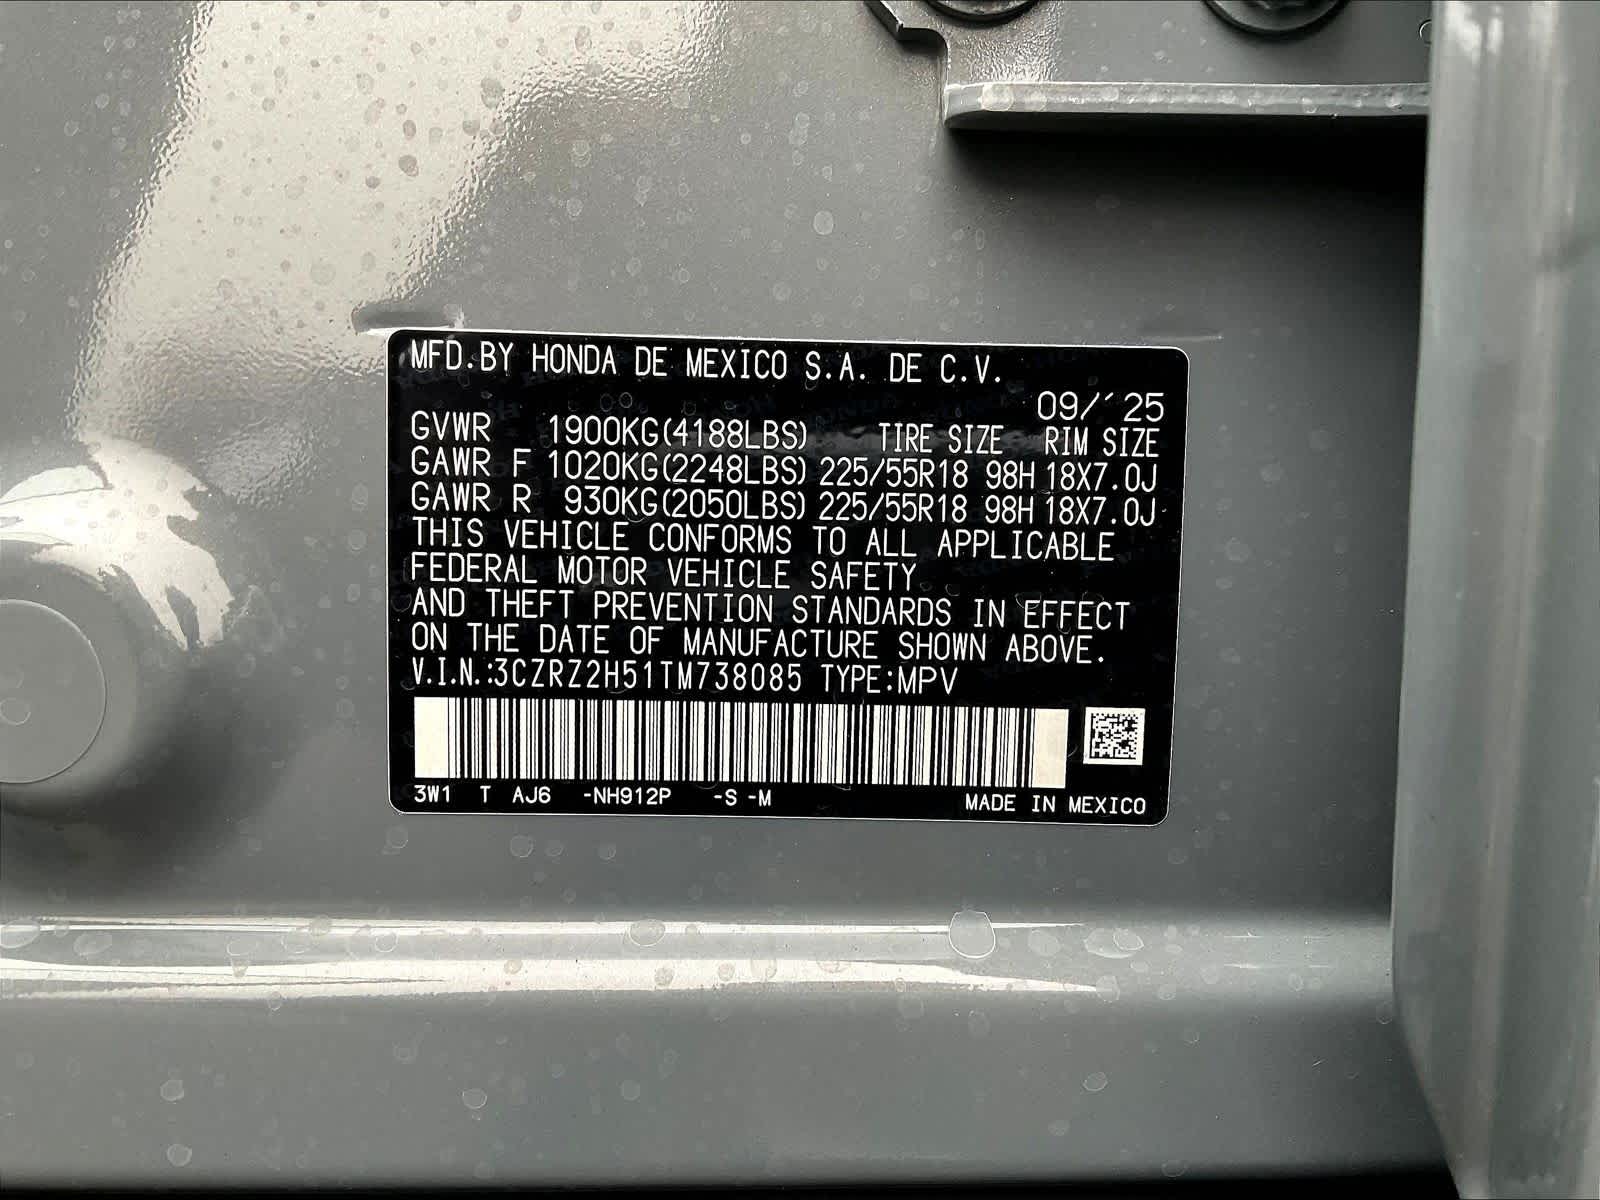 MFD.BY HONDA DE MEXICO S.A. DE C.V.
09/´25
GVWR 1900KG(4188LBS) TIRE SIZE RIM SIZE
GAWR F 1020KG(2248LBS) 225/55R18 98H 18X7.0J
GAWR R 930KG(2050LBS) 225/55R18 98H 18X7.0J
THIS VEHICLE CONFORMS TO ALL APPLICABLE
FEDERAL MOTOR VEHICLE SAFETY
AND THEFT PREVENTION STANDARDS IN EFFECT
ON THE DATE OF MANUFACTURE SHOWN ABOVE.
V.I.N.:3CZRZ2H51TM738085 TYPE:MPV
3W1 T AJ6 -NH912P -S -M MADE IN MEXICO